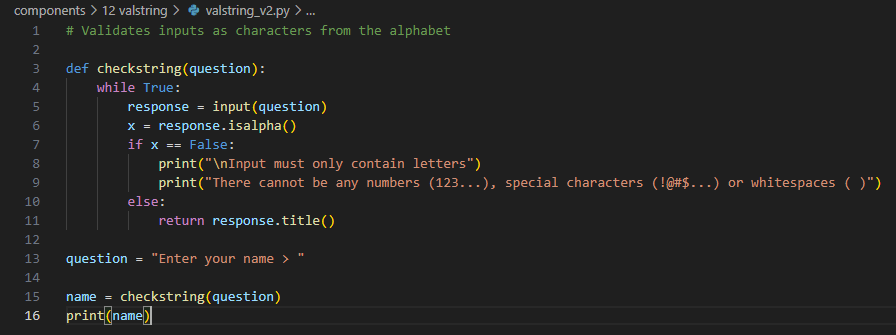 components > 12 valstring > valstring_v2.py > ...
1 # Validates inputs as characters from the alphabet
2
3 def checkstring(question):
4     while True:
5         response = input(question)
6         x = response.isalpha()
7         if x == False:
8             print("\nInput must only contain letters")
9             print("There cannot be any numbers (123...), special characters (!@#$...) or whitespaces ( )")
10         else:
11             return response.title()
12
13 question = "Enter your name > "
14
15 name = checkstring(question)
16 print(name)